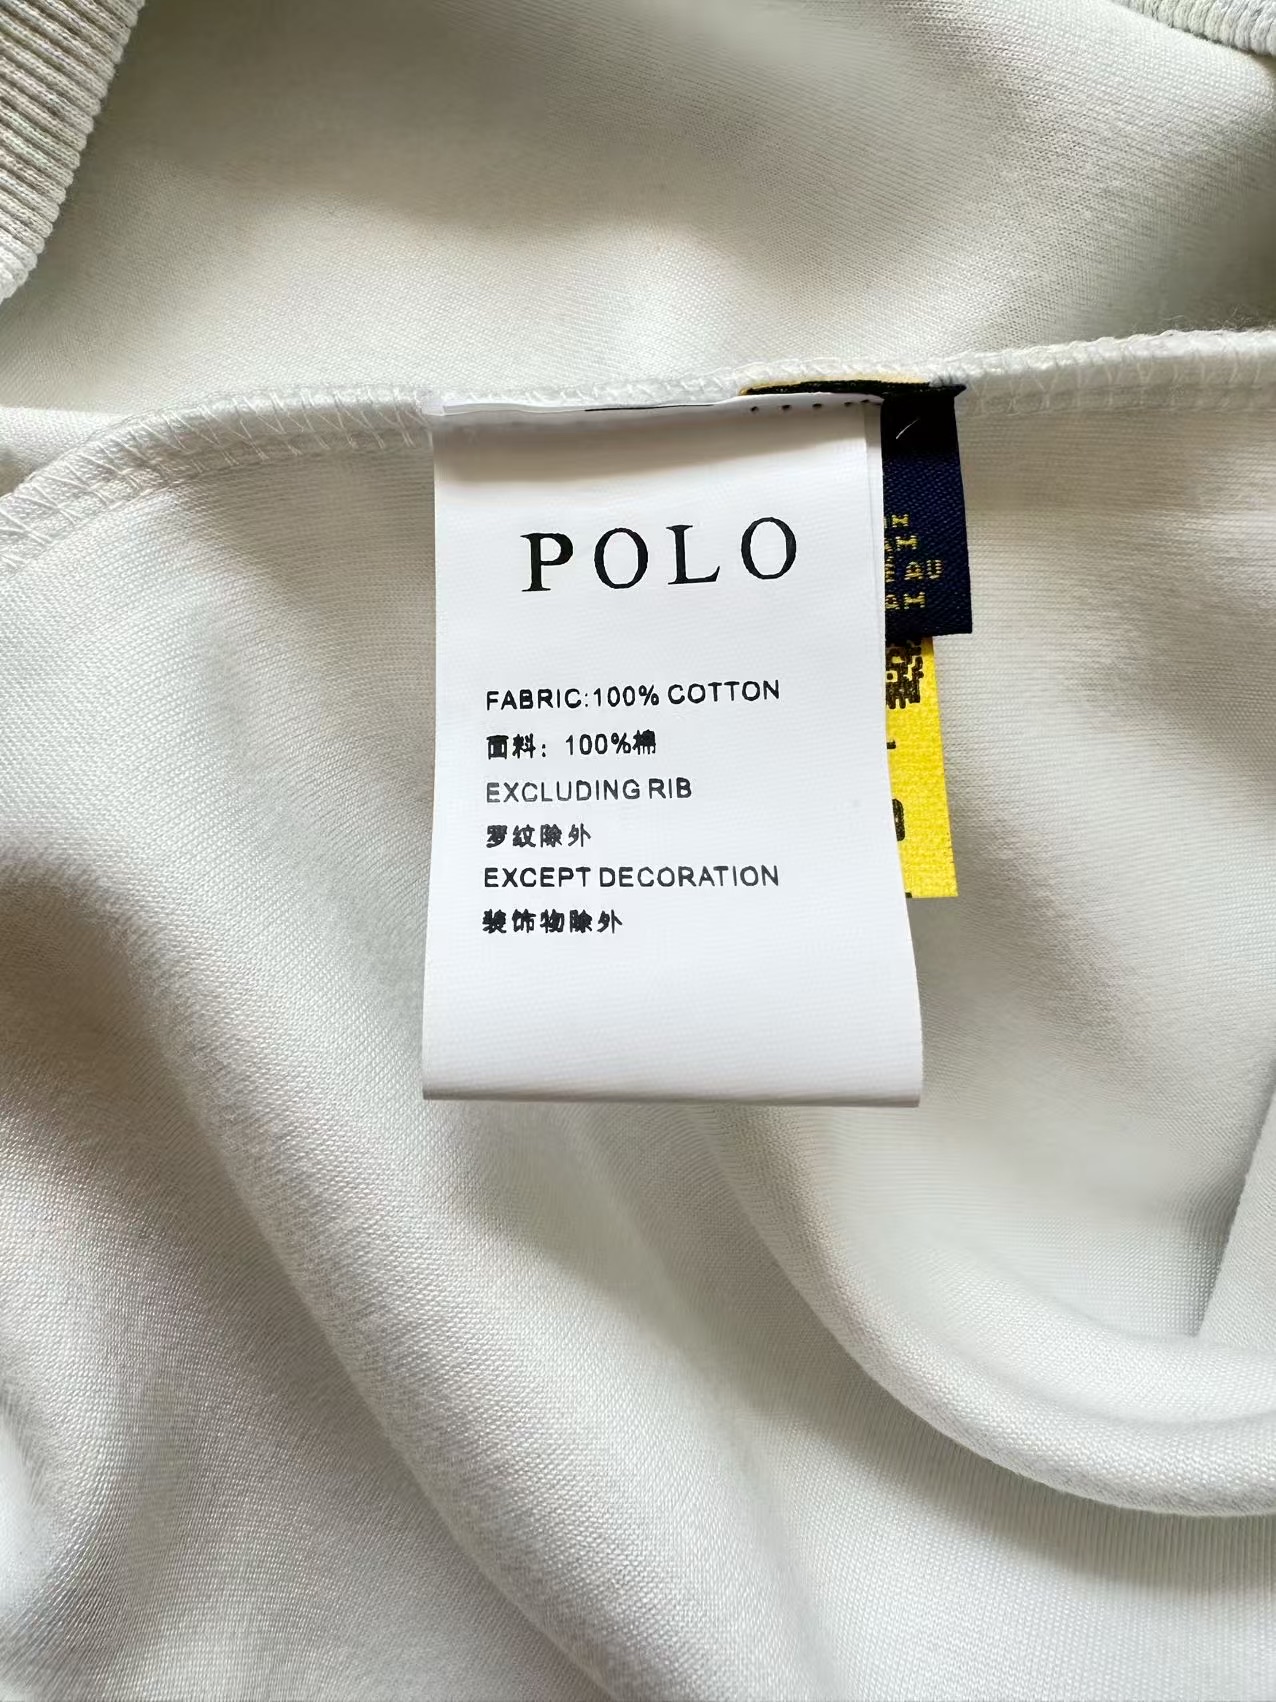 POLO
FABRIC:100% COTTON
面料：100%棉
EXCLUDING RIB
罗纹除外
EXCEPT DECORATION
装饰物除外